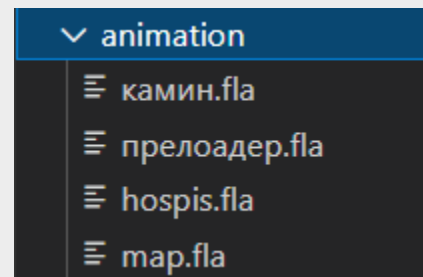 animation
камин.fla
прелоадер.fla
hospis.fla
map.fla